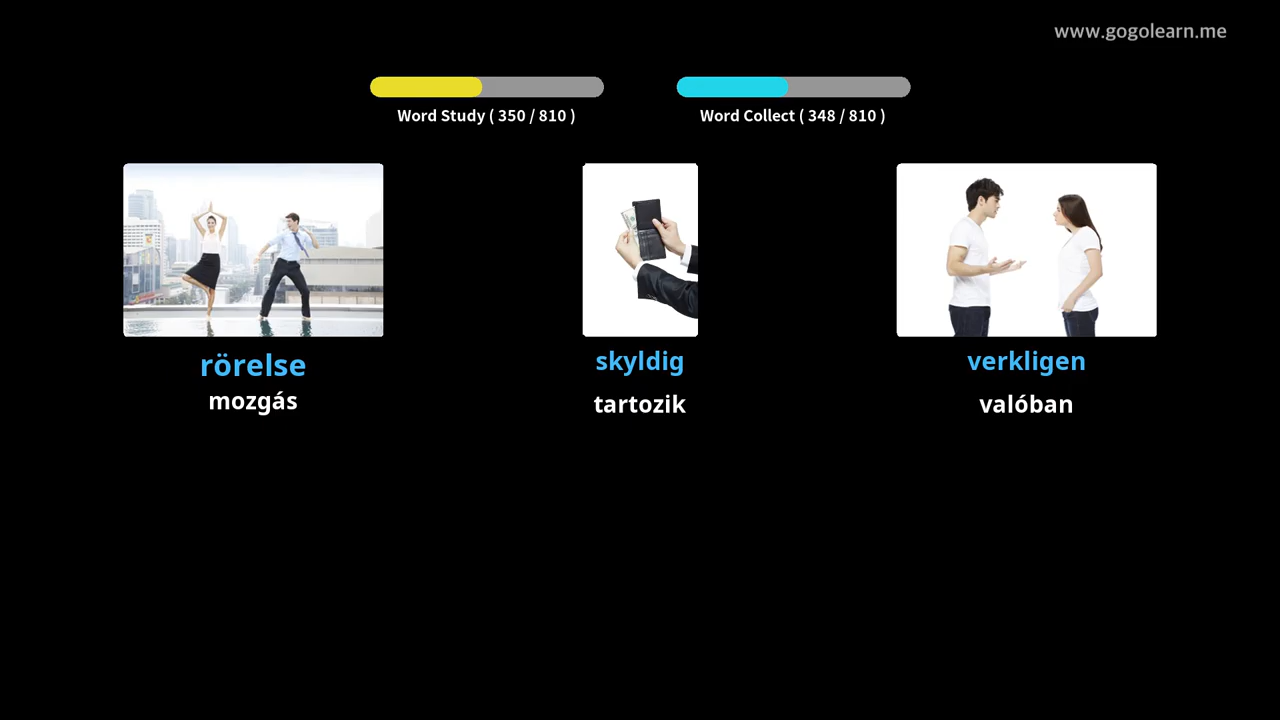 www.gogolearn.me
Word Study ( 350 / 810 )
Word Collect ( 348 / 810 )
rörelse
mozgás
skyldig
tartozik
verkligen
valóban